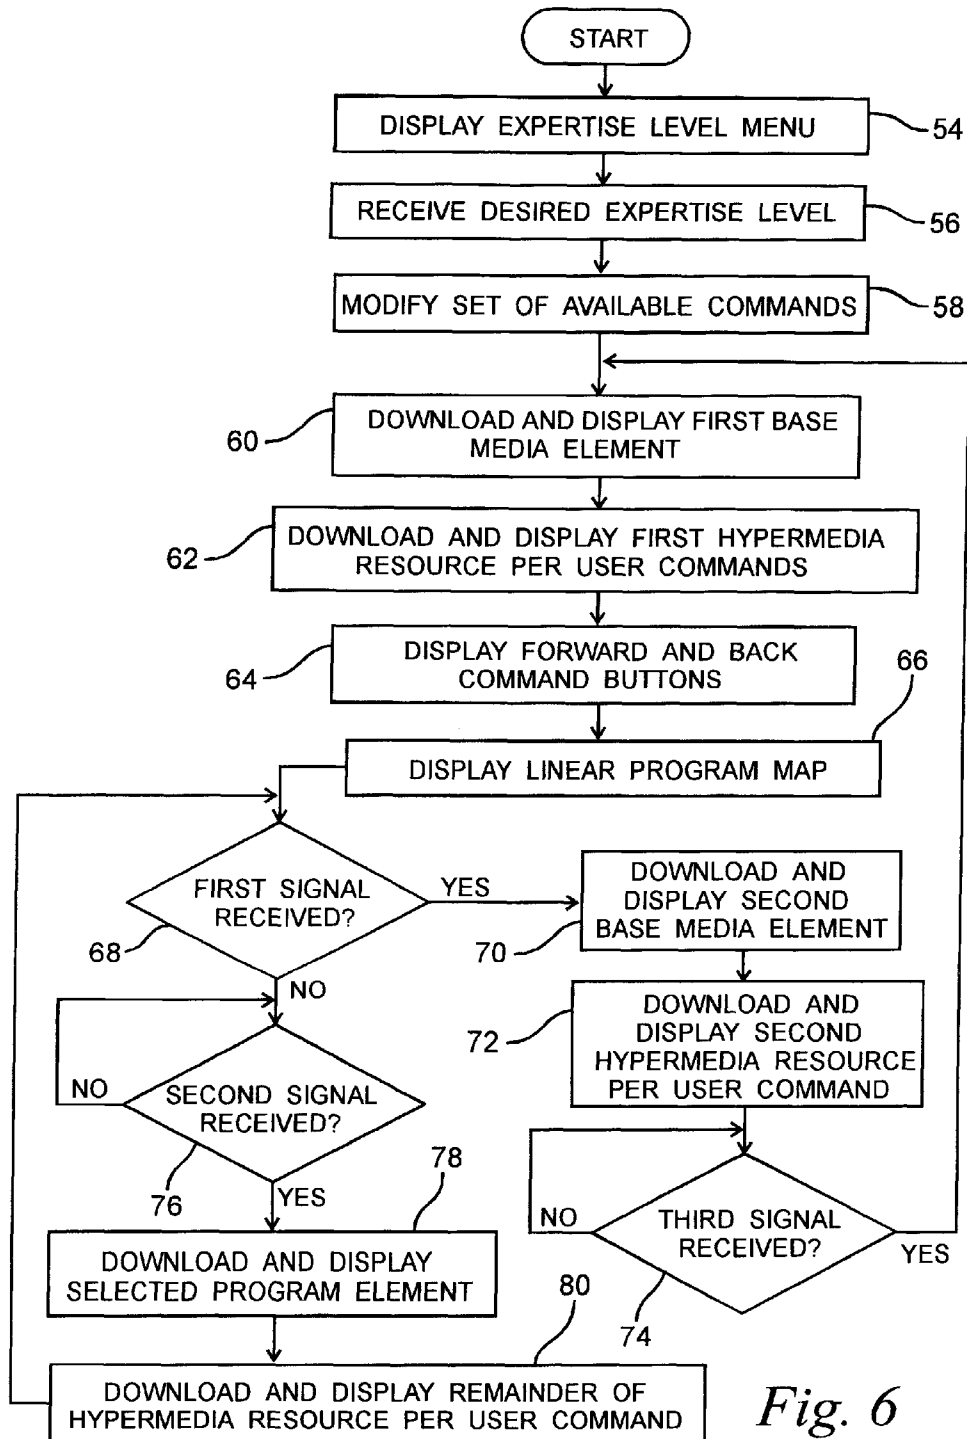 START
DISPLAY EXPERTISE LEVEL MENU
54
RECEIVE DESIRED EXPERTISE LEVEL
56
MODIFY SET OF AVAILABLE COMMANDS
58
60
DOWNLOAD AND DISPLAY FIRST BASE
MEDIA ELEMENT
62
DOWNLOAD AND DISPLAY FIRST HYPERMEDIA
RESOURCE PER USER COMMANDS
64
DISPLAY FORWARD AND BACK
COMMAND BUTTONS
66
DISPLAY LINEAR PROGRAM MAP
FIRST SIGNAL
RECEIVED?
68
YES
NO
DOWNLOAD AND
DISPLAY SECOND
BASE MEDIA ELEMENT
70
72
DOWNLOAD AND
DISPLAY SECOND
HYPERMEDIA RESOURCE
PER USER COMMAND
NO
SECOND SIGNAL
RECEIVED?
76
YES
78
NO
THIRD SIGNAL
RECEIVED?
YES
74
DOWNLOAD AND DISPLAY
SELECTED PROGRAM ELEMENT
80
DOWNLOAD AND DISPLAY REMAINDER OF
HYPERMEDIA RESOURCE PER USER COMMAND
Fig. 6